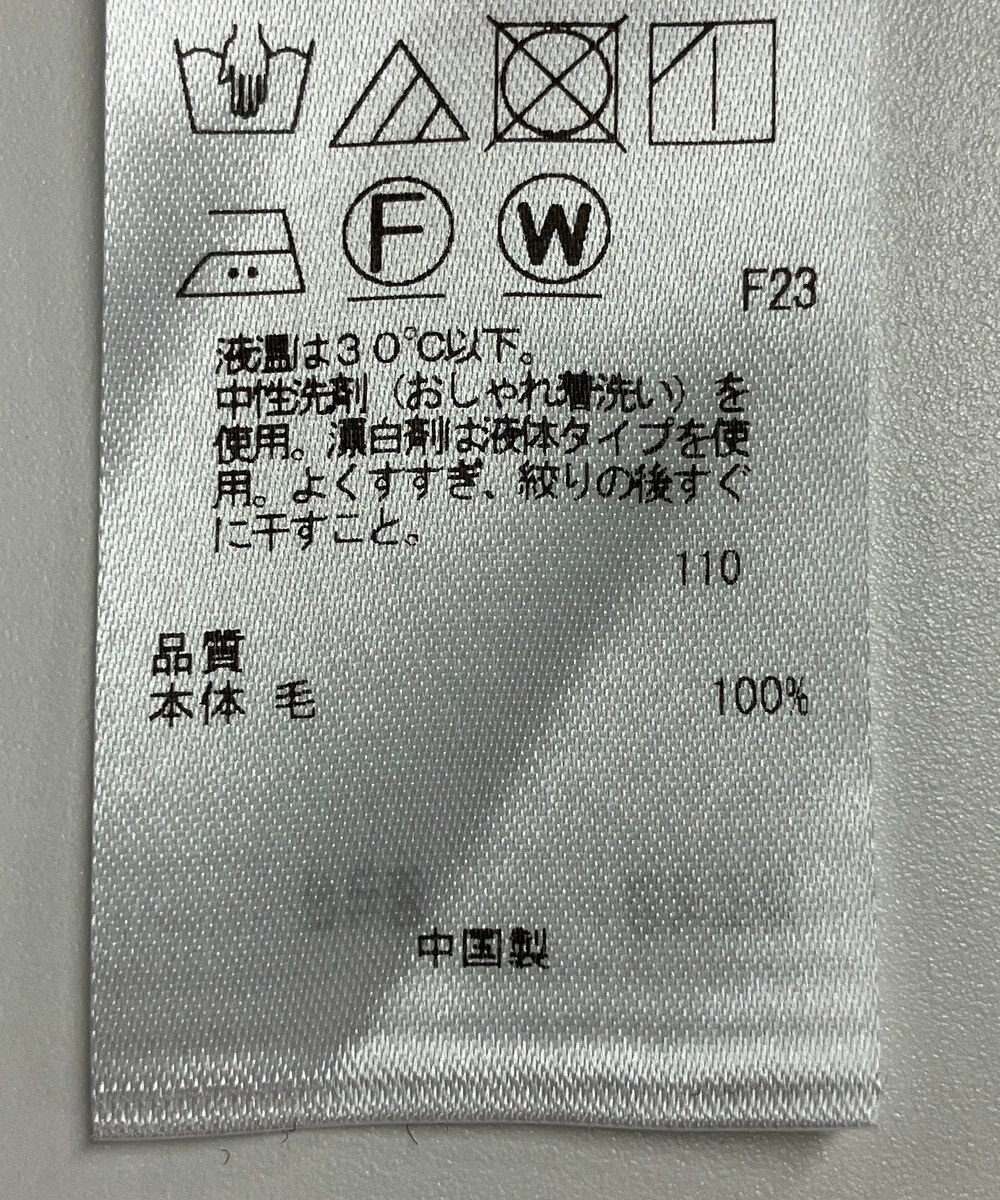 F
W
F23
液温は30℃以下。
中性洗剤（おしゃれ着洗い）を
使用。漂白剤は液体タイプを使
用。よくすすぎ、絞りの後すぐ
に干すこと。
110
品質
本体 毛 100%
中国製